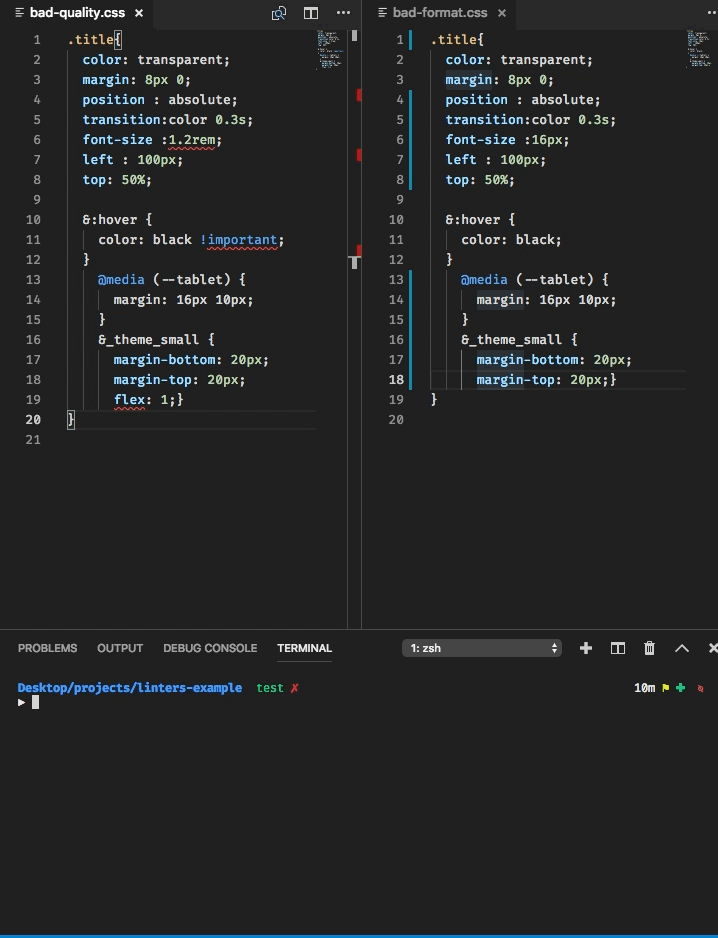 bad-quality.css
1 .title{
2 color: transparent;
3 margin: 8px 0;
4 position : absolute;
5 transition:color 0.3s;
6 font-size :1.2rem;
7 left : 100px;
8 top: 50%;
9
10 &:hover {
11 color: black !important;
12 }
13 @media (--tablet) {
14 margin: 16px 10px;
15 }
16 &_theme_small {
17 margin-bottom: 20px;
18 margin-top: 20px;
19 flex: 1;}
20 }
21
bad-format.css
1 .title{
2 color: transparent;
3 margin: 8px 0;
4 position : absolute;
5 transition:color 0.3s;
6 font-size :16px;
7 left : 100px;
8 top: 50%;
9
10 &:hover {
11 color: black;
12 }
13 @media (--tablet) {
14 margin: 16px 10px;
15 }
16 &_theme_small {
17 margin-bottom: 20px;
18 margin-top: 20px;}
19 }
20
PROBLEMS OUTPUT DEBUG CONSOLE TERMINAL 1: zsh
Desktop/projects/linters-example test ✗ 10m